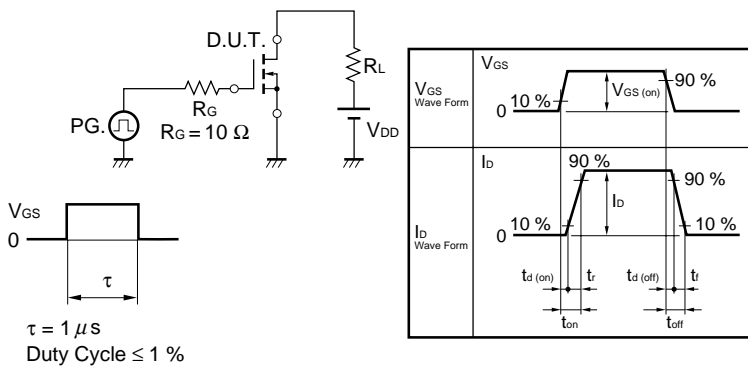 D.U.T.
RL
RG
PG.
RG = 10 Ω
VDD
VGS
0
τ
τ = 1 μs
Duty Cycle ≤ 1 %
VGS
Wave Form
VGS
90 %
VGS (on)
10 %
0
ID
Wave Form
ID
90 %
90 %
ID
10 %
10 %
0
td (on)
tr
td (off)
tf
ton
toff